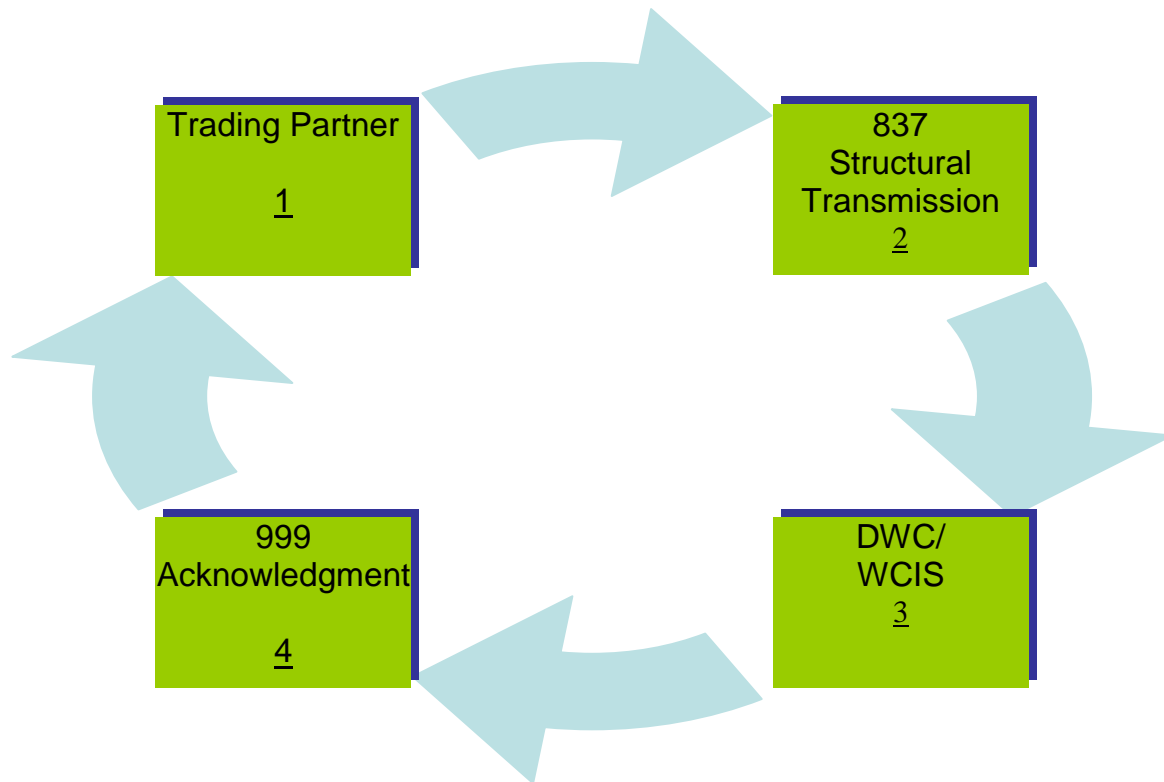 Trading Partner
1
837
Structural
Transmission
2
DWC/
WCIS
3
999
Acknowledgment
4